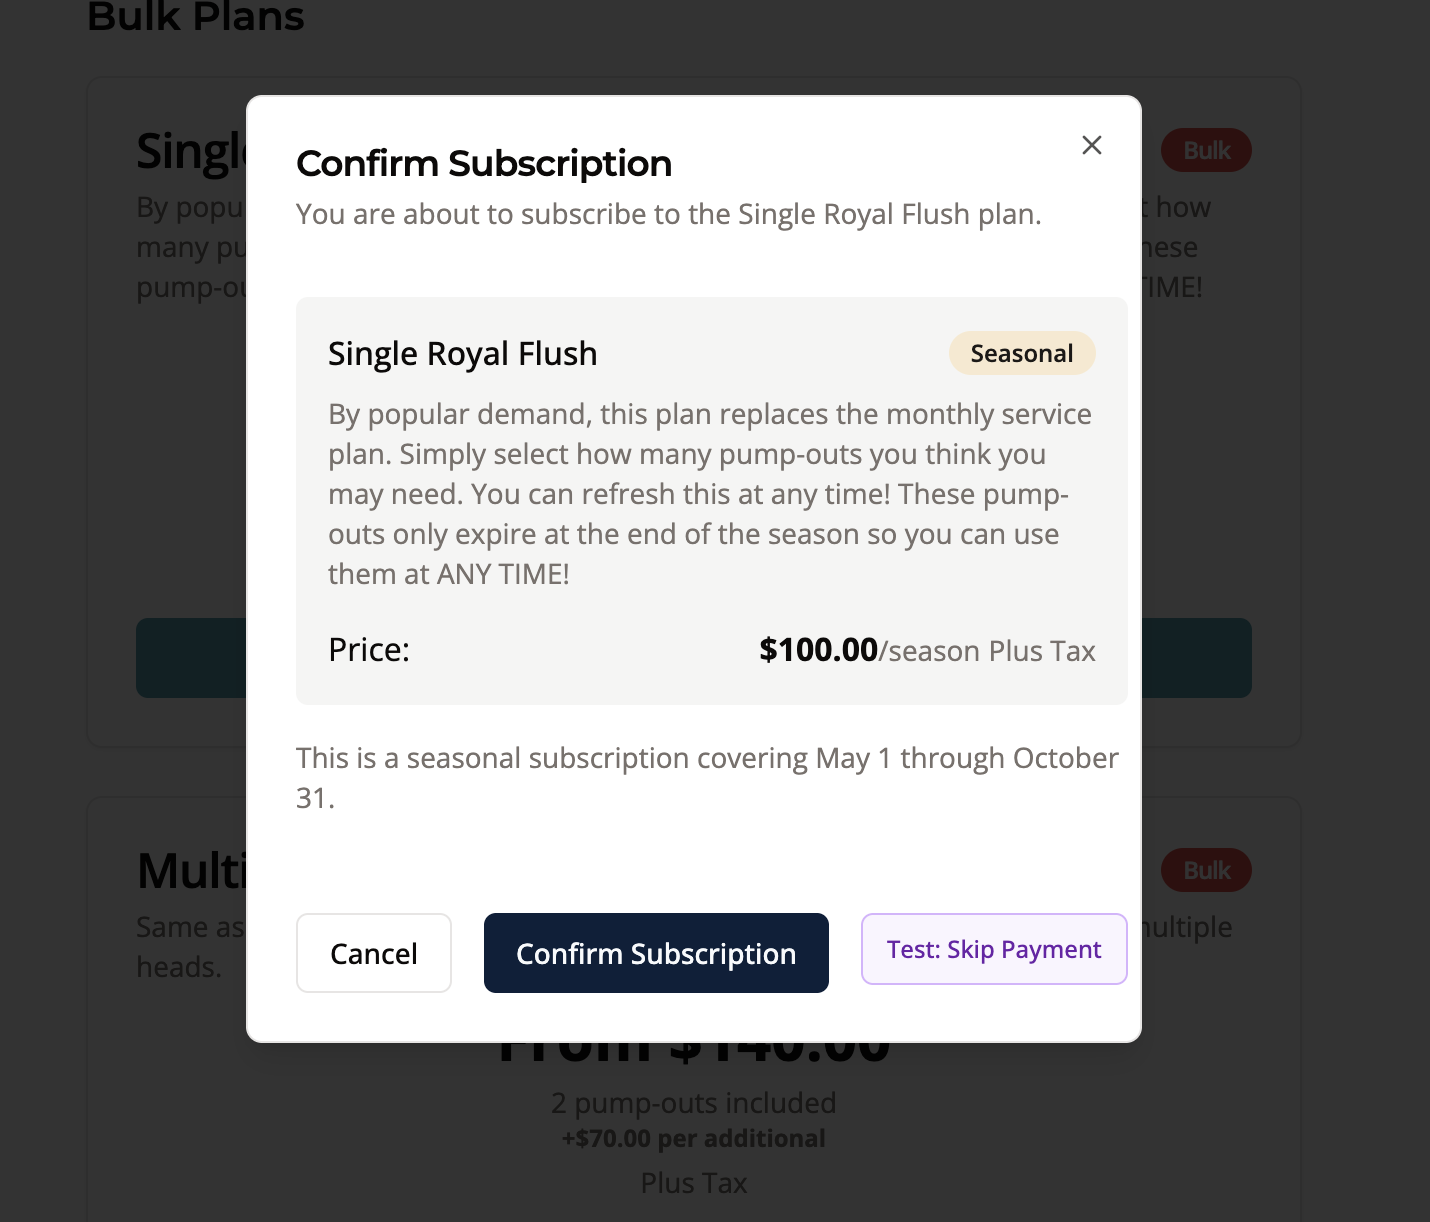 Bulk Plans
Singl
Bulk
By popu
t how
many pu
hese
pump-ou
TIME!
Confirm Subscription
You are about to subscribe to the Single Royal Flush plan.
Single Royal Flush
Seasonal
By popular demand, this plan replaces the monthly service
plan. Simply select how many pump-outs you think you
may need. You can refresh this at any time! These pump-
outs only expire at the end of the season so you can use
them at ANY TIME!
Price:
$100.00/season Plus Tax
This is a seasonal subscription covering May 1 through October
31.
Cancel
Confirm Subscription
Test: Skip Payment
Multi
Bulk
Same as
multiple
heads.
From $140.00
2 pump-outs included
+$70.00 per additional
Plus Tax